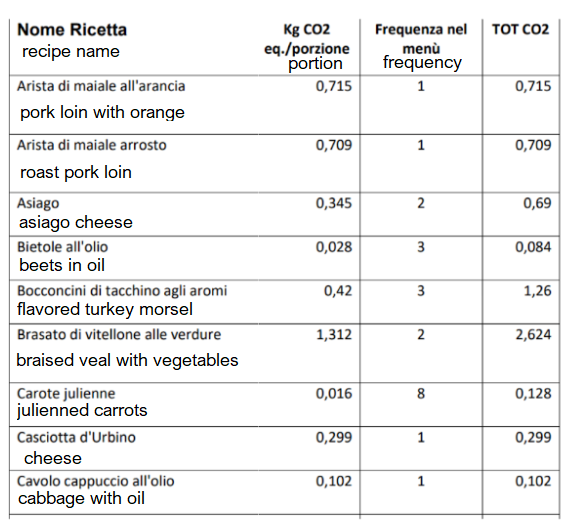 Nome Ricetta Kg CO2 Frequenza nel TOT CO2
recipe name eq./porzione menù
portion frequency
Arista di maiale all'arancia 0,715 1 0,715
pork loin with orange
Arista di maiale arrosto 0,709 1 0,709
roast pork loin
Asiago 0,345 2 0,69
asiago cheese
Bietole all'olio 0,028 3 0,084
beets in oil
Bocconcini di tacchino agli aromi 0,42 3 1,26
flavored turkey morsel
Brasato di vitellone alle verdure 1,312 2 2,624
braised veal with vegetables
Carote julienne 0,016 8 0,128
julienned carrots
Casciotta d'Urbino 0,299 1 0,299
cheese
Cavolo cappuccio all'olio 0,102 1 0,102
cabbage with oil